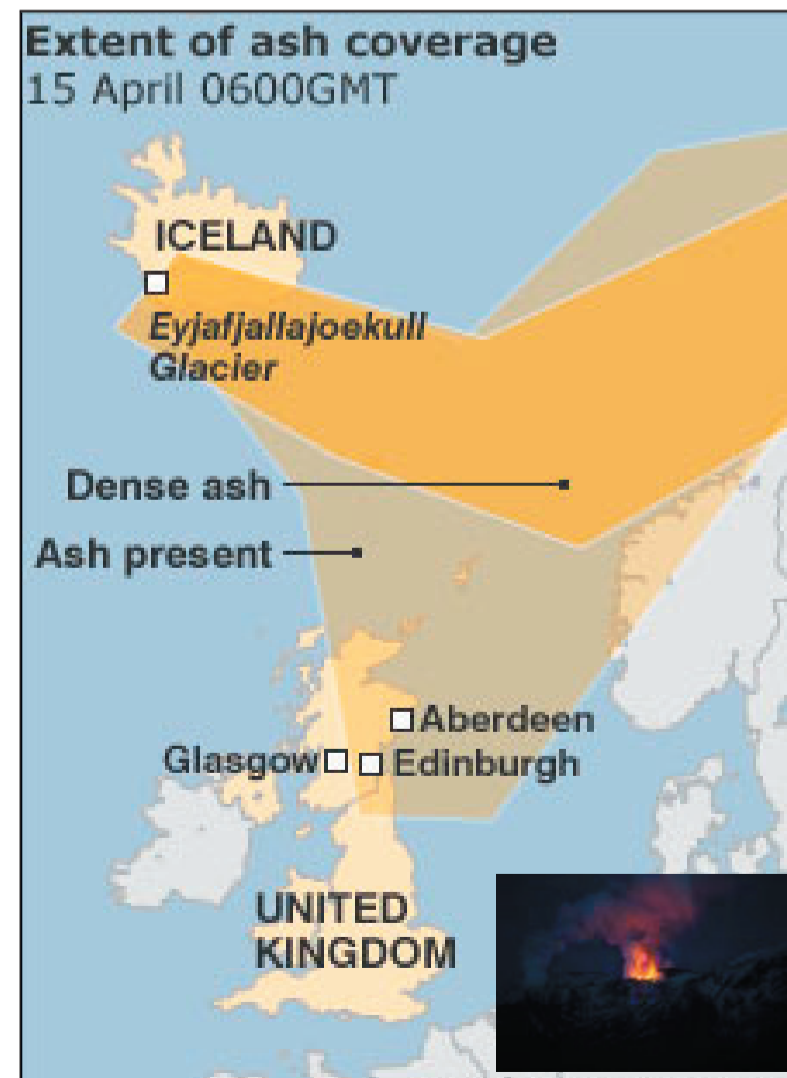 Extent of ash coverage
15 April 0600GMT
ICELAND
Eyjafjallajoekull
Glacier
Dense ash
Ash present
Aberdeen
Glasgow
Edinburgh
UNITED
KINGDOM